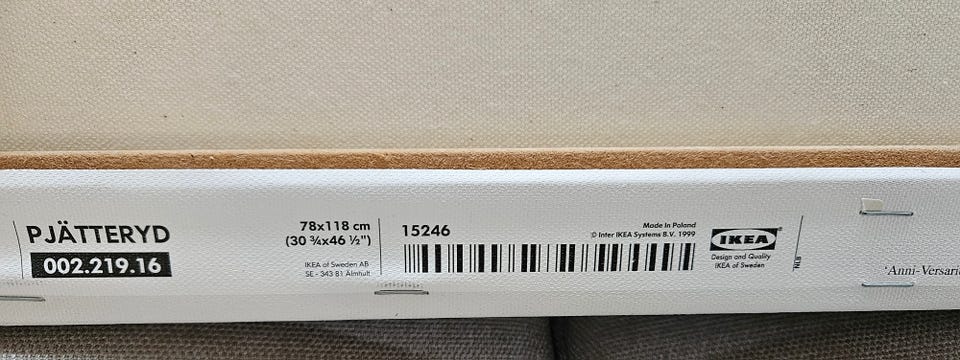 PJÄTTERYD
002.219.16
78x118 cm
(30 ¾x46 ½")
IKEA of Sweden AB
SE - 343 81 Älmhult
15246
Made in Poland
© Inter IKEA Systems B.V. 1999
IKEA
Design and Quality
IKEA of Sweden
'Anni-Versari